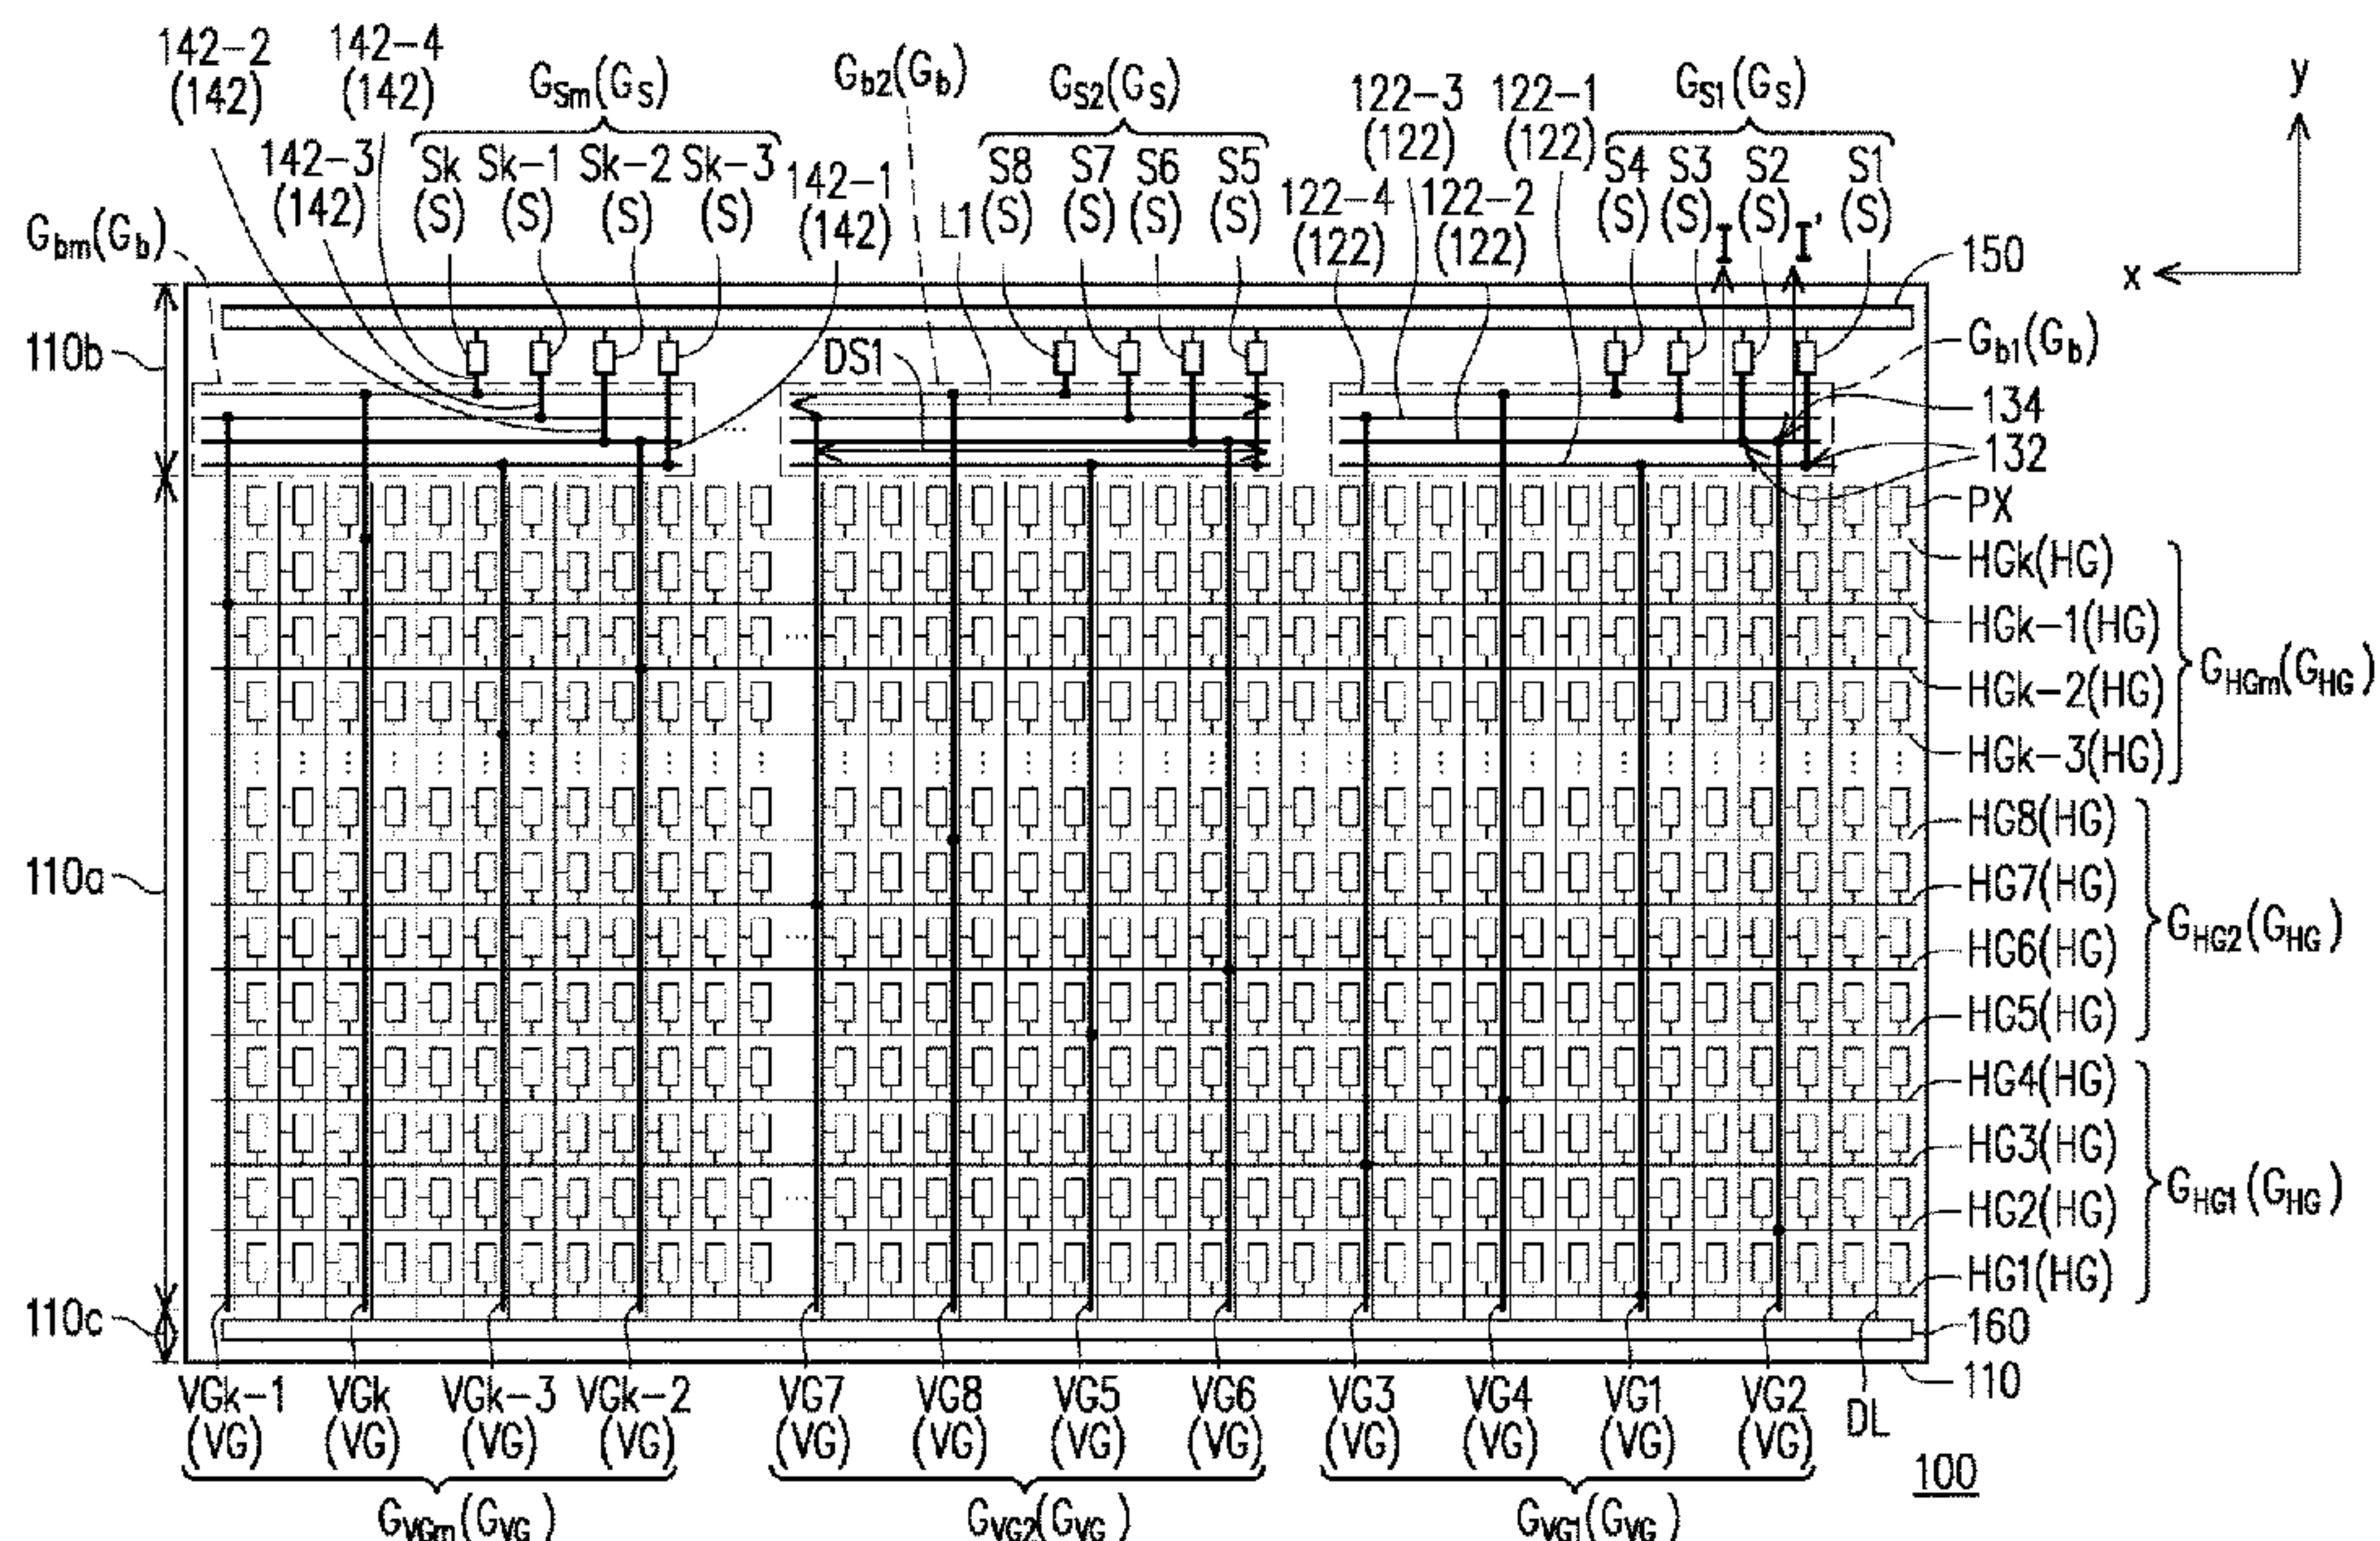 142-2
(142)
142-4
(142)
GSm(GS)
Gb2(Gb)
GS2(GS)
122-3
(122)
122-1
(122)
GS1(GS)
y
142-3
(142)
Sk
(S)
Sk-1
(S)
Sk-2
(S)
Sk-3
(S)
142-1
(142)
L1
S8
(S)
S7
(S)
S6
(S)
S5
(S)
122-4
(122)
122-2
(122)
S4
(S)
S3
(S)
I
S2
(S)
I'
S1
(S)
Gbm(Gb)
150
x
110b
DS1
Gb1(Gb)
134
...
132
PX
HGk(HG)
HGk-1(HG)
HGk-2(HG)
GHGm(GHG)
HGk-3(HG)
HG8(HG)
110a
HG7(HG)
HG6(HG)
GHG2(GHG)
HG5(HG)
HG4(HG)
HG3(HG)
HG2(HG)
GHG1(GHG)
HG1(HG)
110c
160
110
VGk-1
(VG)
VGk
(VG)
VGk-3
(VG)
VGk-2
(VG)
VG7
(VG)
VG8
(VG)
VG5
(VG)
VG6
(VG)
VG3
(VG)
VG4
(VG)
VG1
(VG)
VG2
(VG)
DL
100
GVGm(GVG)
GVG2(GVG)
GVG1(GVG)